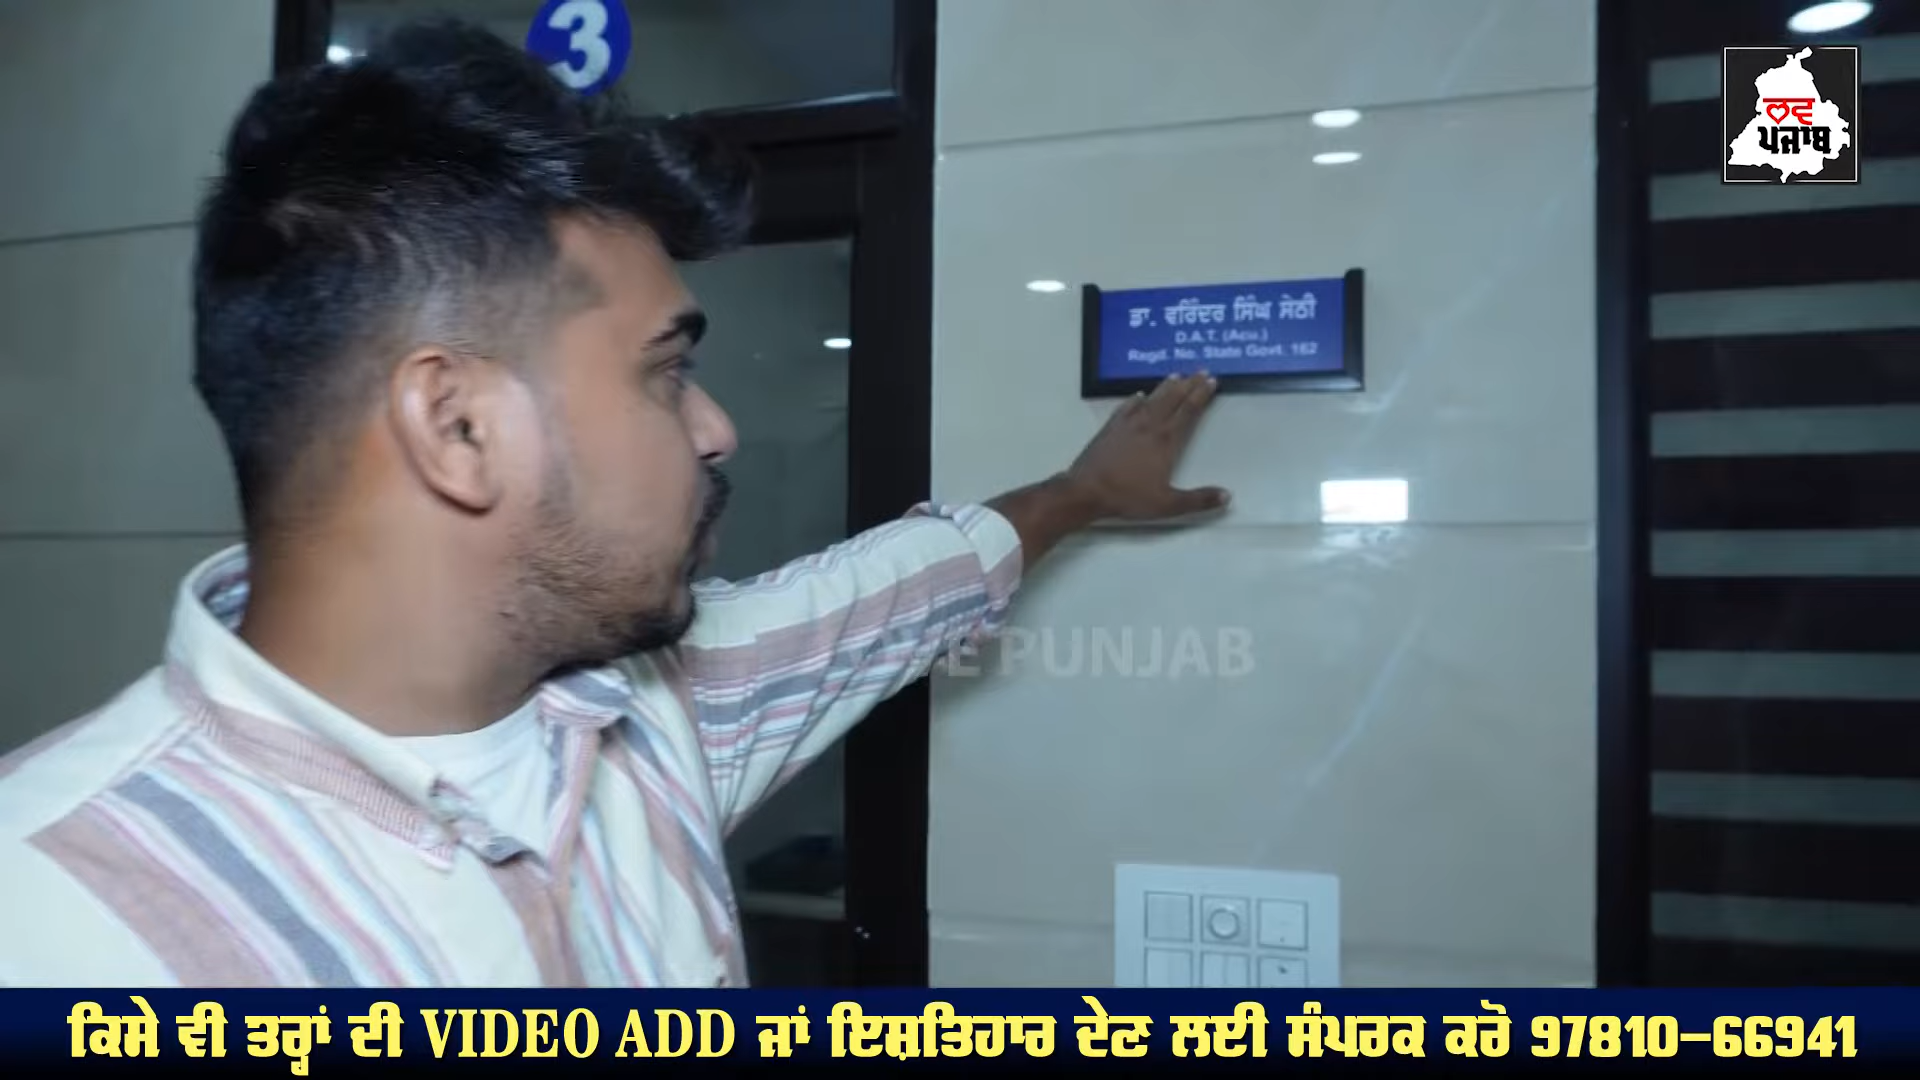 3
ਲਵ
ਪੰਜਾਬ
ਡਾ. ਵਰਿੰਦਰ ਸਿੰਘ ਸੇਠੀ
D.A.T. (Acu.)
Regd. No. State Govt. 162
LOVE PUNJAB
ਕਿਸੇ ਵੀ ਤਰ੍ਹਾਂ ਦੀ VIDEO ADD ਜਾਂ ਇਸ਼ਤਿਹਾਰ ਦੇਣ ਲਈ ਸੰਪਰਕ ਕਰੋ 97810-66941